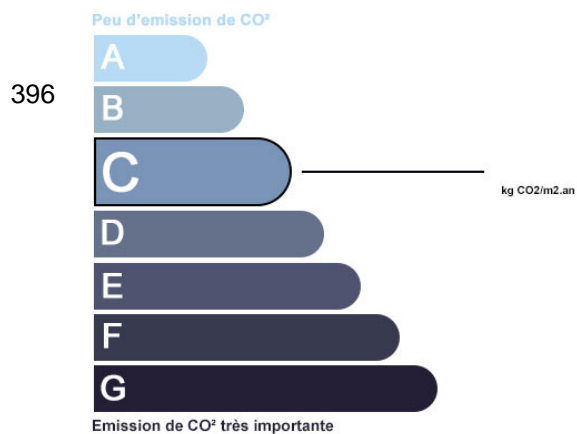 Peu d'emission de CO²
A
396
B
C
kg CO2/m2.an
D
E
F
G
Emission de CO² très importante